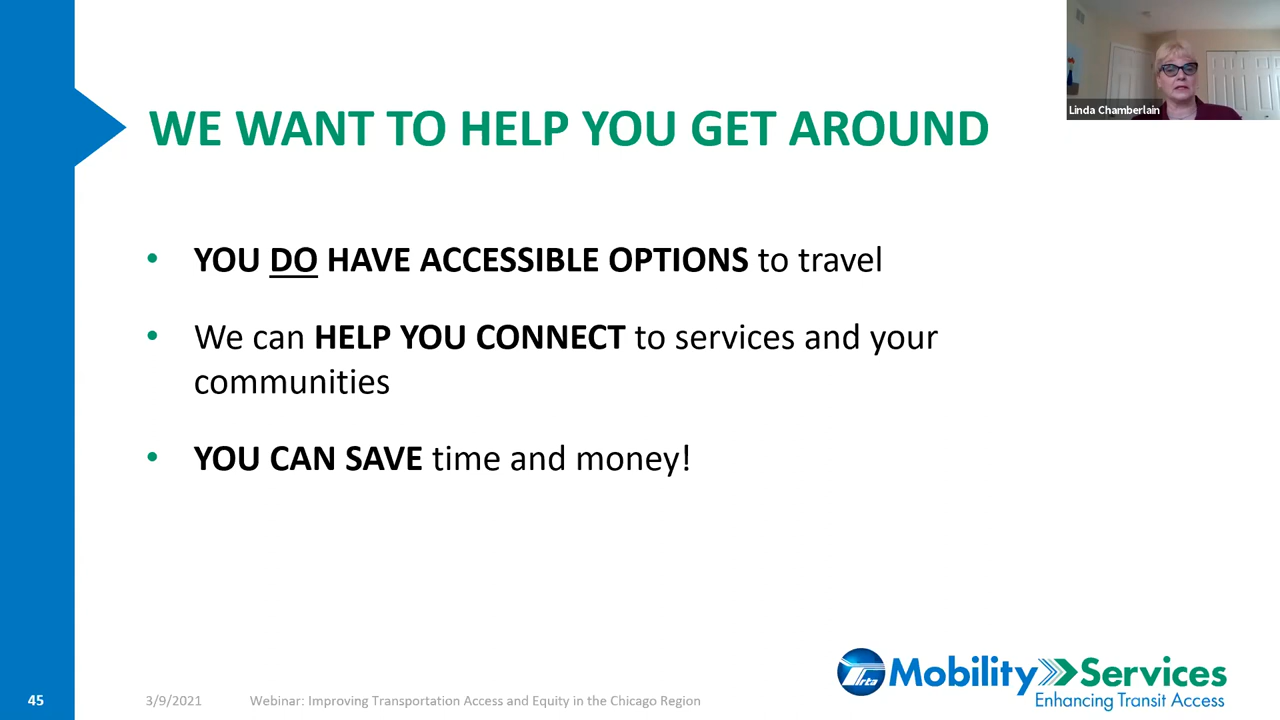 Linda Chamberlain
WE WANT TO HELP YOU GET AROUND
• YOU DO HAVE ACCESSIBLE OPTIONS to travel
• We can HELP YOU CONNECT to services and your
communities
• YOU CAN SAVE time and money!
rta Mobility Services
Enhancing Transit Access
45 3/9/2021 Webinar: Improving Transportation Access and Equity in the Chicago Region